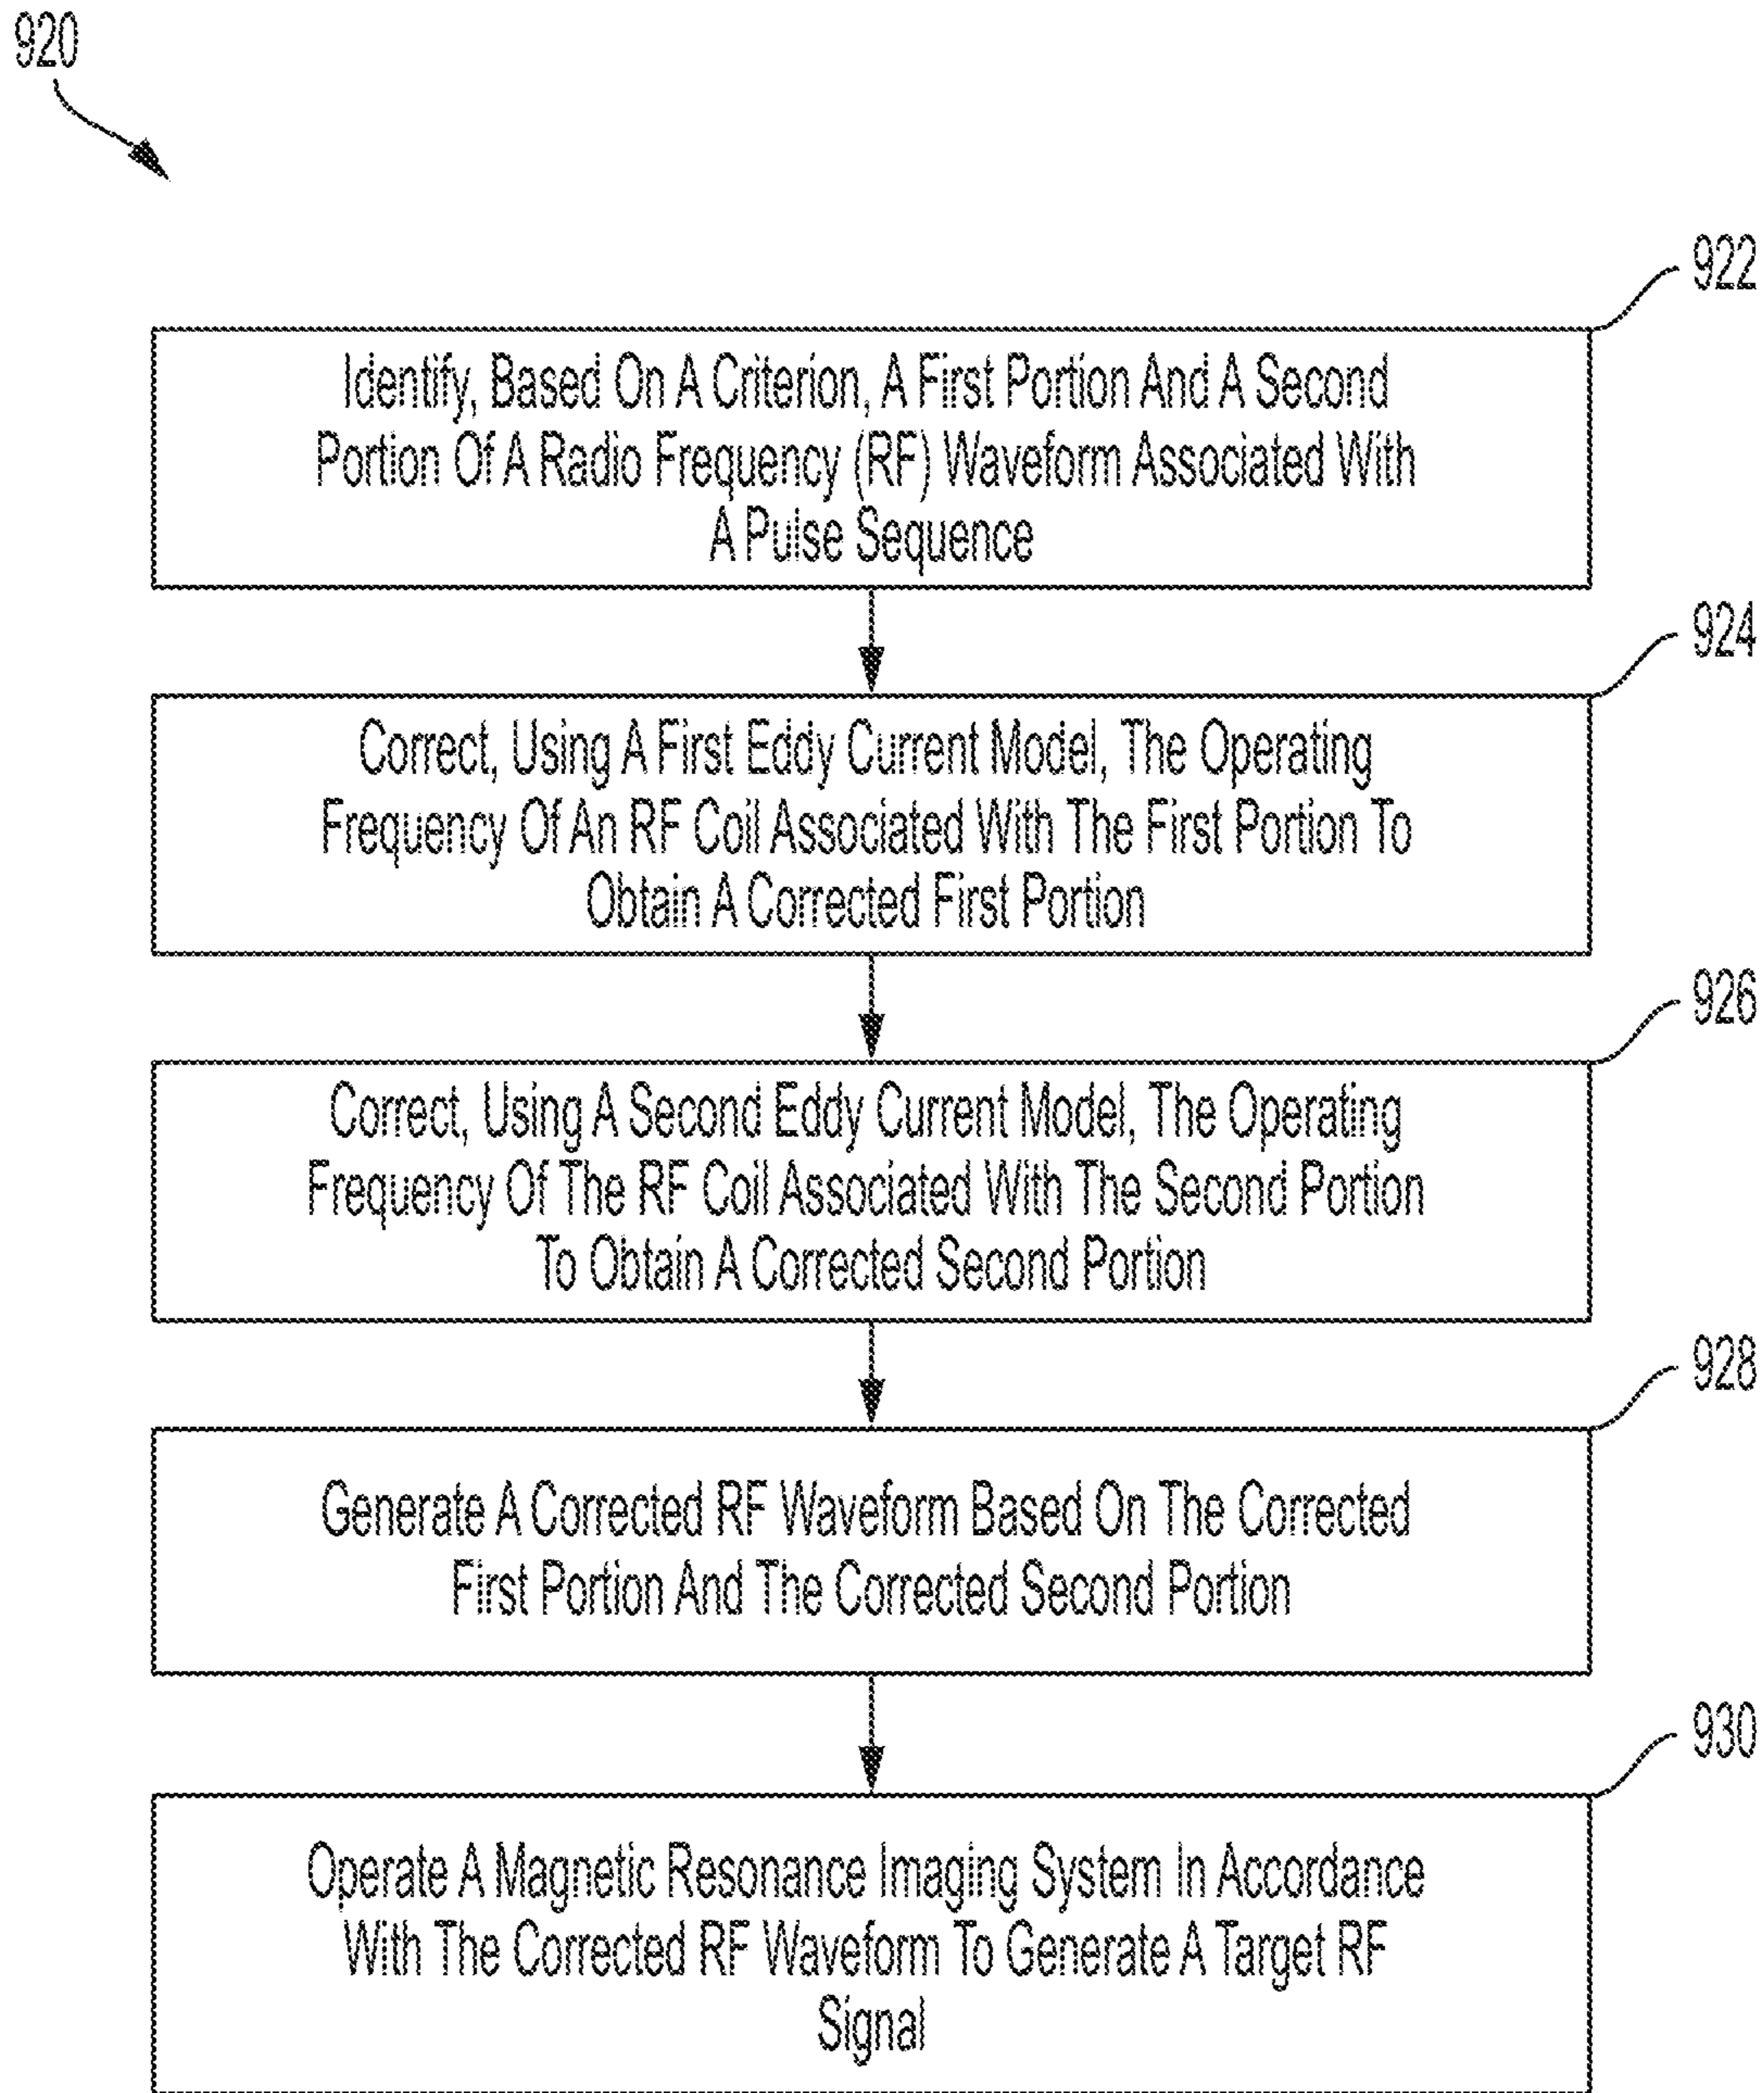 920
922
Identify, Based On A Criterion, A First Portion And A Second
Portion Of A Radio Frequency (RF) Waveform Associated With
A Pulse Sequence
924
Correct, Using A First Eddy Current Model, The Operating
Frequency Of An RF Coil Associated With The First Portion To
Obtain A Corrected First Portion
926
Correct, Using A Second Eddy Current Model, The Operating
Frequency Of The RF Coil Associated With The Second Portion
To Obtain A Corrected Second Portion
928
Generate A Corrected RF Waveform Based On The Corrected
First Portion And The Corrected Second Portion
930
Operate A Magnetic Resonance Imaging System In Accordance
With The Corrected RF Waveform To Generate A Target RF
Signal